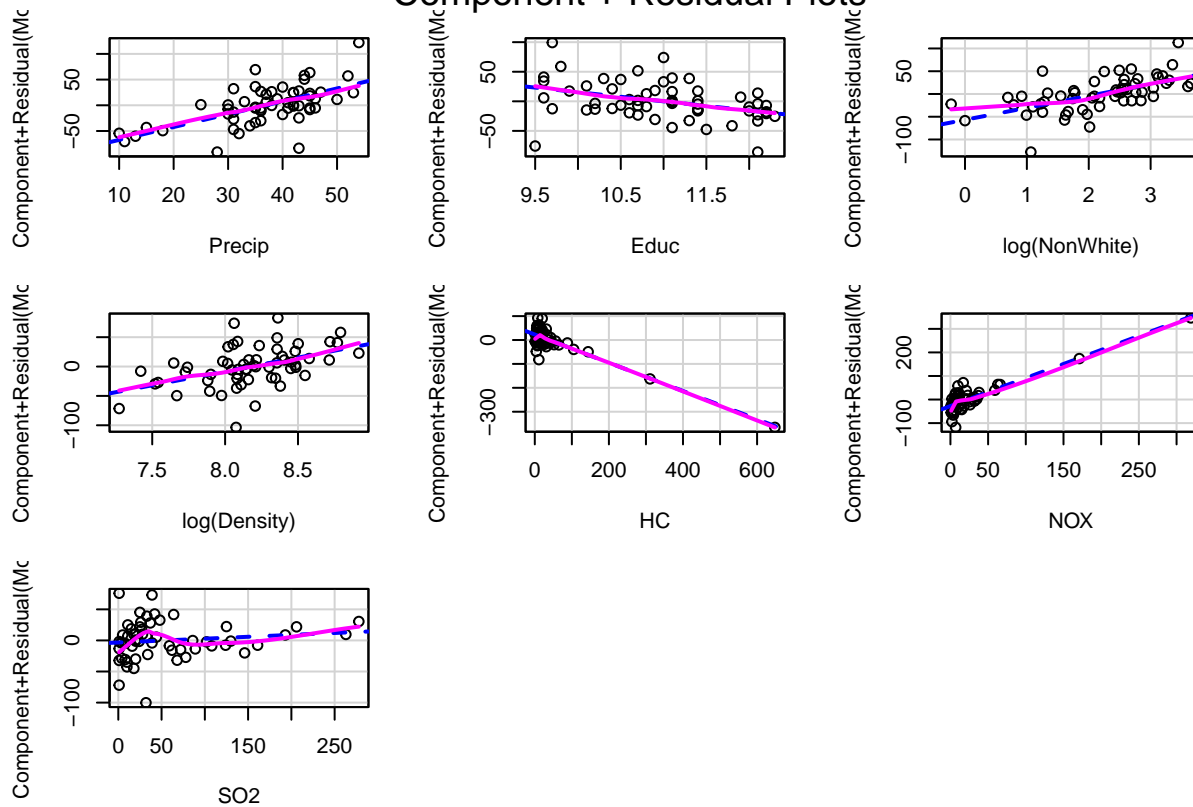 Component + Residual Plots
Component+Residual(Mo
50
−50
10 20 30 40 50
Precip
Component+Residual(Mo
50
−50
9.5 10.5 11.5
Educ
Component+Residual(Mo
50
−100
0 1 2 3
log(NonWhite)
Component+Residual(Mo
0
−100
7.5 8.0 8.5
log(Density)
Component+Residual(Mo
0
−300
0 200 400 600
HC
Component+Residual(Mo
200
−100
0 50 150 250
NOX
Component+Residual(Mo
0
−100
0 50 150 250
SO2